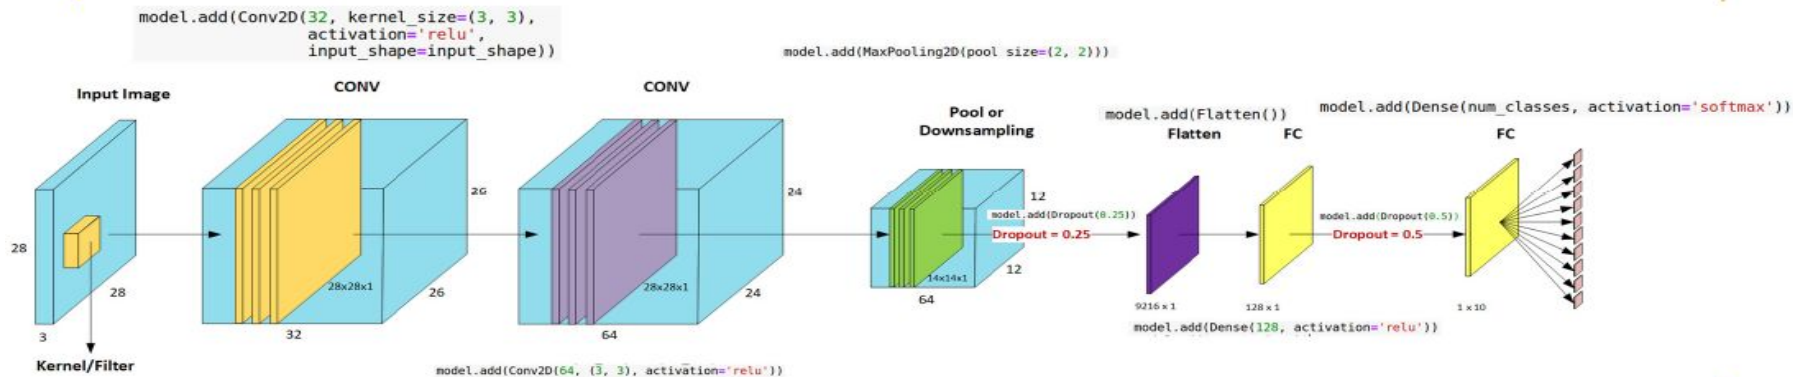 model.add(Conv2D(32, kernel_size=(3, 3),
activation='relu',
input_shape=input_shape))
model.add(MaxPooling2D(pool size=(2, 2)))
Input Image
CONV
CONV
Pool or
Downsampling
model.add(Flatten())
Flatten
FC
model.add(Dense(num_classes, activation='softmax'))
FC
28
28
3
Kernel/Filter
26
26
28x28x1
32
24
24
28x28x1
64
model.add(Conv2D(64, (3, 3), activation='relu'))
12
12
14x14x1
64
model.add(Dropout(0.25))
Dropout = 0.25
9216 x 1
128 x 1
model.add(Dense(128, activation='relu'))
model.add(Dropout(0.5))
Dropout = 0.5
1 x 10